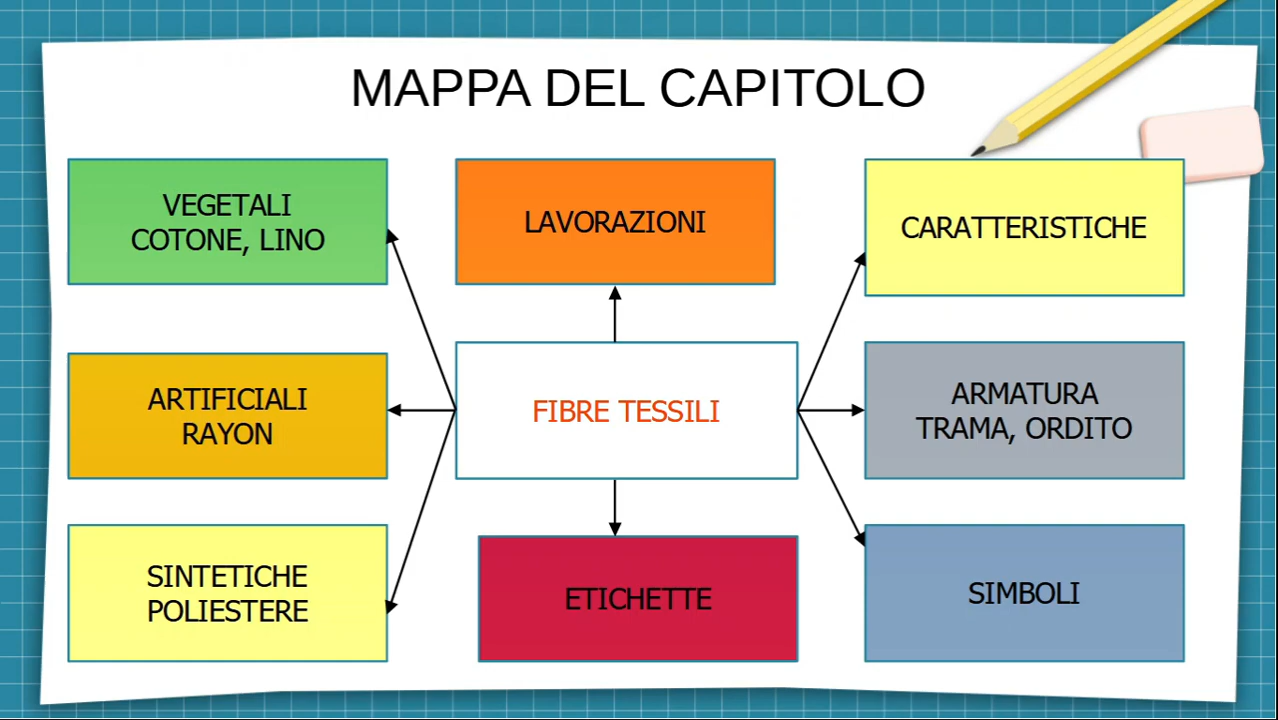 MAPPA DEL CAPITOLO
VEGETALI
COTONE, LINO
LAVORAZIONI
CARATTERISTICHE
ARTIFICIALI
RAYON
FIBRE TESSILI
ARMATURA
TRAMA, ORDITO
SINTETICHE
POLIESTERE
ETICHETTE
SIMBOLI